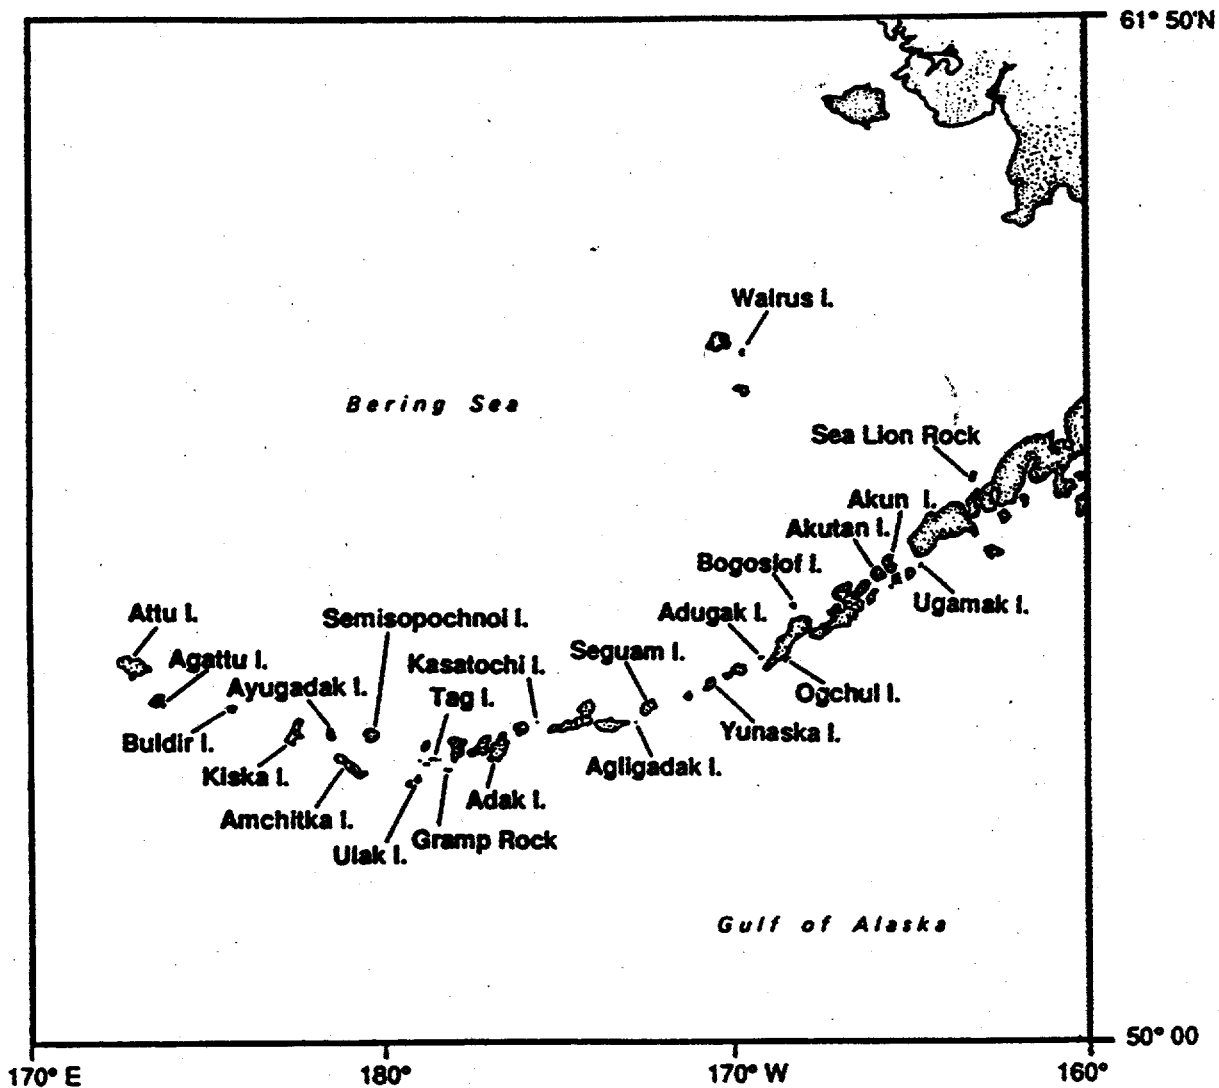 61° 50'N
Walrus I.
Bering Sea
Sea Lion Rock
Akun I.
Akutan I.
Bogoslof I.
Ugamak I.
Attu I.
Semisopochnoi I.
Adugak I.
Agattu I.
Kasatochi I.
Seguam I.
Ayugadak I.
Tag I.
Ogchul I.
Buldir I.
Yunaska I.
Kiska I.
Agligadak I.
Adak I.
Amchitka I.
Gramp Rock
Ulak I.
Gulf of Alaska
50° 00
170° E
180°
170° W
160°